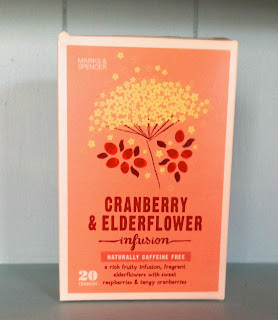 MARKS &
SPENCER
CRANBERRY
& ELDERFLOWER
infusion
NATURALLY CAFFEINE FREE
a rich fruity infusion, fragrant
elderflowers with sweet
raspberries & tangy cranberries
20